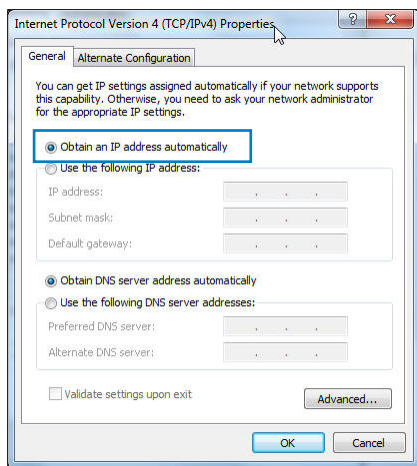 Internet Protocol Version 4 (TCP/IPv4) Properties
General
Alternate Configuration
You can get IP settings assigned automatically if your network supports
this capability. Otherwise, you need to ask your network administrator
for the appropriate IP settings.
Obtain an IP address automatically
Use the following IP address:
IP address:
Subnet mask:
Default gateway:
Obtain DNS server address automatically
Use the following DNS server addresses:
Preferred DNS server:
Alternate DNS server:
Validate settings upon exit
Advanced...
OK
Cancel